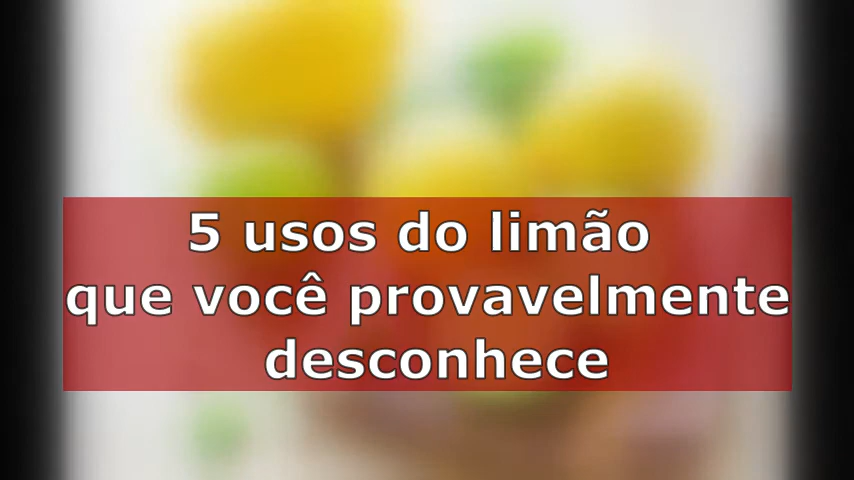 5 usos do limão
que você provavelmente
desconhece